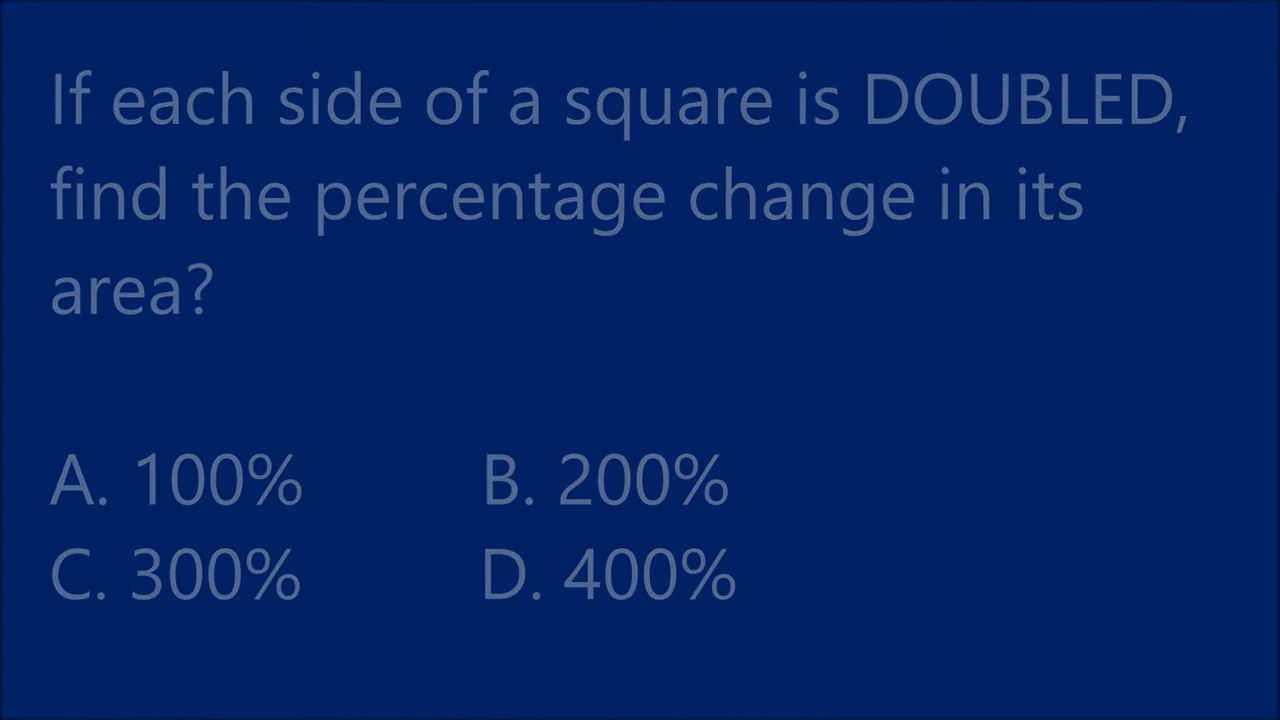 If each side of a square is DOUBLED,
find the percentage change in its
area?
A. 100% B. 200%
C. 300% D. 400%